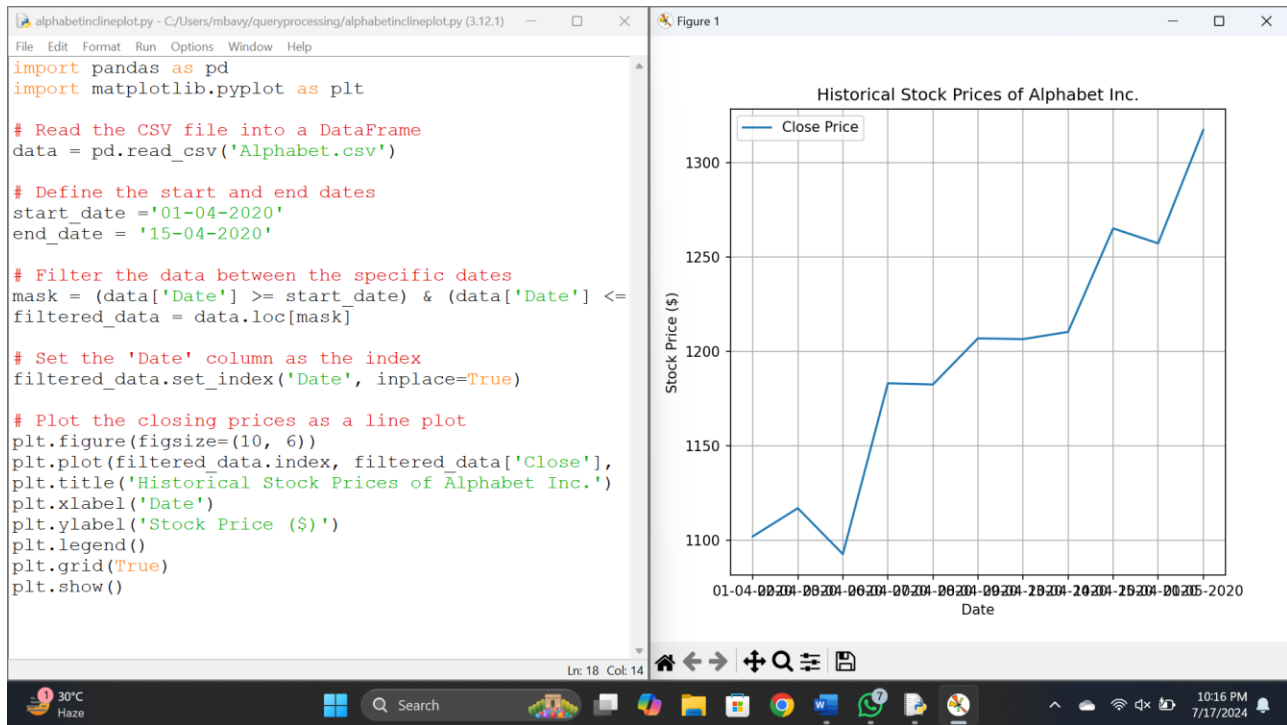 alphabetinclineplot.py - C:/Users/mbavy/queryprocessing/alphabetinclineplot.py (3.12.1)
File Edit Format Run Options Window Help
import pandas as pd
import matplotlib.pyplot as plt
# Read the CSV file into a DataFrame
data = pd.read_csv('Alphabet.csv')
# Define the start and end dates
start_date ='01-04-2020'
end_date = '15-04-2020'
# Filter the data between the specific dates
mask = (data['Date'] >= start_date) & (data['Date'] <=
filtered_data = data.loc[mask]
# Set the 'Date' column as the index
filtered_data.set_index('Date', inplace=True)
# Plot the closing prices as a line plot
plt.figure(figsize=(10, 6))
plt.plot(filtered_data.index, filtered_data['Close'],
plt.title('Historical Stock Prices of Alphabet Inc.')
plt.xlabel('Date')
plt.ylabel('Stock Price ($)')
plt.legend()
plt.grid(True)
plt.show()
Ln: 18 Col: 14
Figure 1
Historical Stock Prices of Alphabet Inc.
Close Price
1300
1250
1200
1150
1100
Stock Price ($)
Date
1
30°C
Haze
Search
7
10:16 PM
7/17/2024